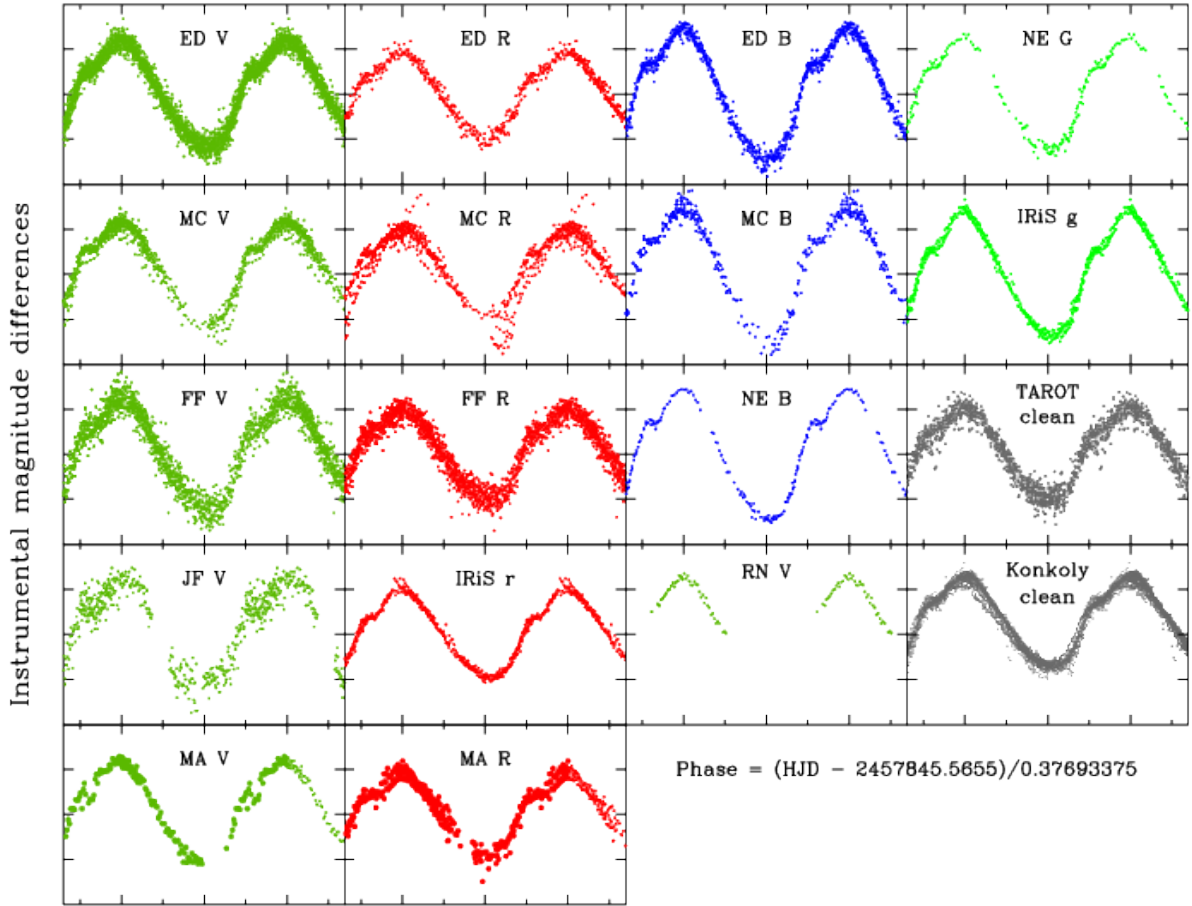 Instrumental magnitude differences
ED V
ED R
ED B
NE G
MC V
MC R
MC B
IRiS g
FF V
FF R
NE B
TAROT
clean
JF V
IRiS r
RN V
Konkoly
clean
MA V
MA R
Phase = (HJD − 2457845.5655)/0.37693375